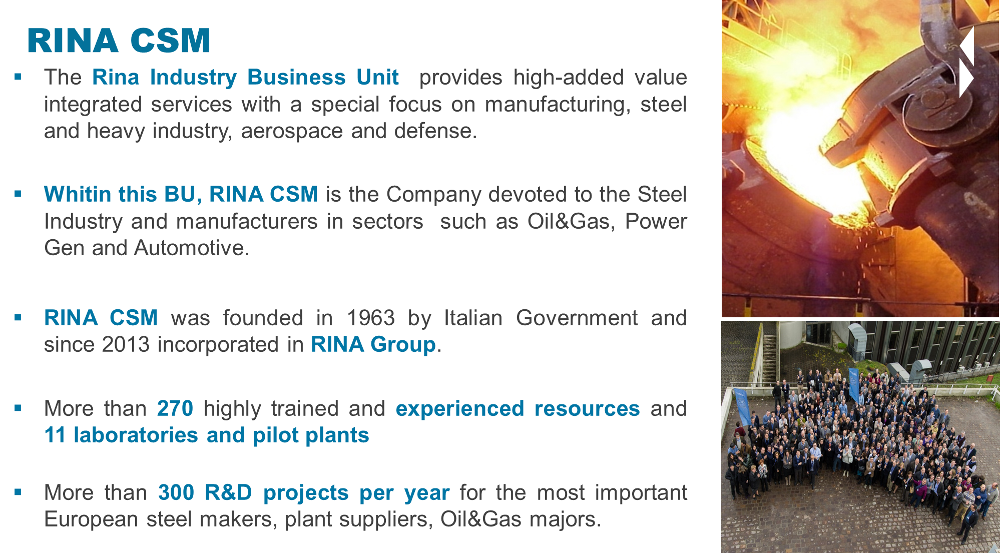 RINA CSM
▪ The Rina Industry Business Unit provides high-added value
integrated services with a special focus on manufacturing, steel
and heavy industry, aerospace and defense.
▪ Whitin this BU, RINA CSM is the Company devoted to the Steel
Industry and manufacturers in sectors such as Oil&Gas, Power
Gen and Automotive.
▪ RINA CSM was founded in 1963 by Italian Government and
since 2013 incorporated in RINA Group.
▪ More than 270 highly trained and experienced resources and
11 laboratories and pilot plants
▪ More than 300 R&D projects per year for the most important
European steel makers, plant suppliers, Oil&Gas majors.